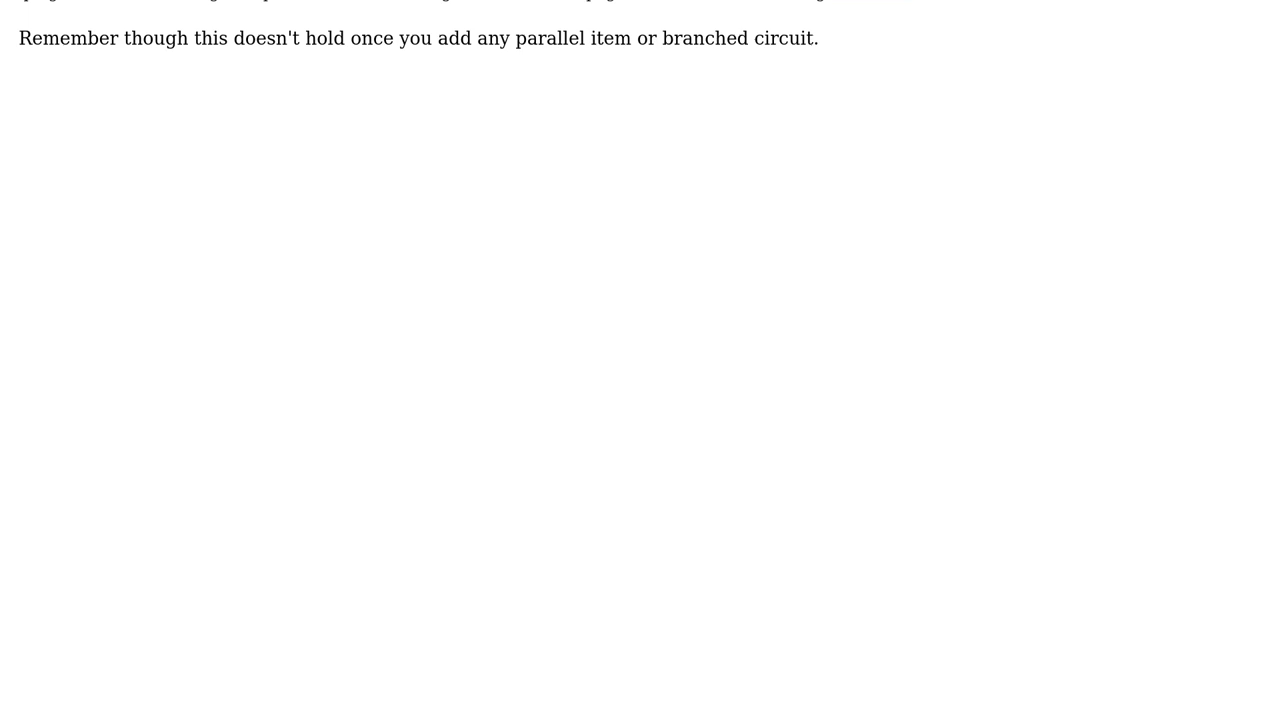 Remember though this doesn't hold once you add any parallel item or branched circuit.